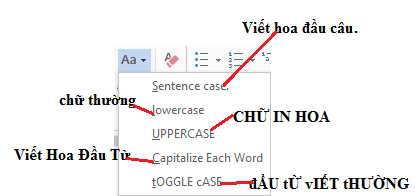 Viết hoa đầu câu.
Aa
Sentence case.
chữ thường
lowercase
UPPERCASE
CHỮ IN HOA
Viết Hoa Đầu Từ
Capitalize Each Word
tOGGLE cASE
đẦU tỪ vIẾT tHƯỜNG